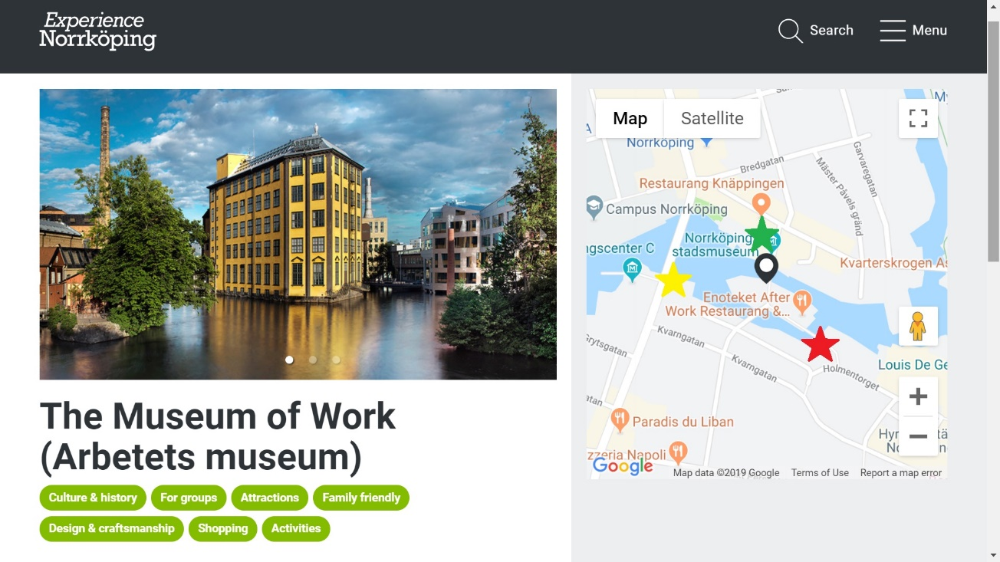 Experience
Norrköping
Search
Menu
ARBETETS
The Museum of Work
(Arbetets museum)
Culture & history
For groups
Attractions
Family friendly
Design & craftsmanship
Shopping
Activities
Map
Satellite
Norrköping
Bredgatan
Garvaregatan
Mäster Påvels gränd
Restaurang Knäppingen
Campus Norrköping
Norrköping
stadsmuseum
ngscenter C
Kvarterskrogen As
Enoteket After
Work Restaurang &...
Kvarngatan
Grytsgatan
Kvarngatan
Holmentorget
Louis De Ge
atan
Paradis du Liban
Hyr
zzeria Napoli
Google
Map data ©2019 Google
Terms of Use
Report a map error